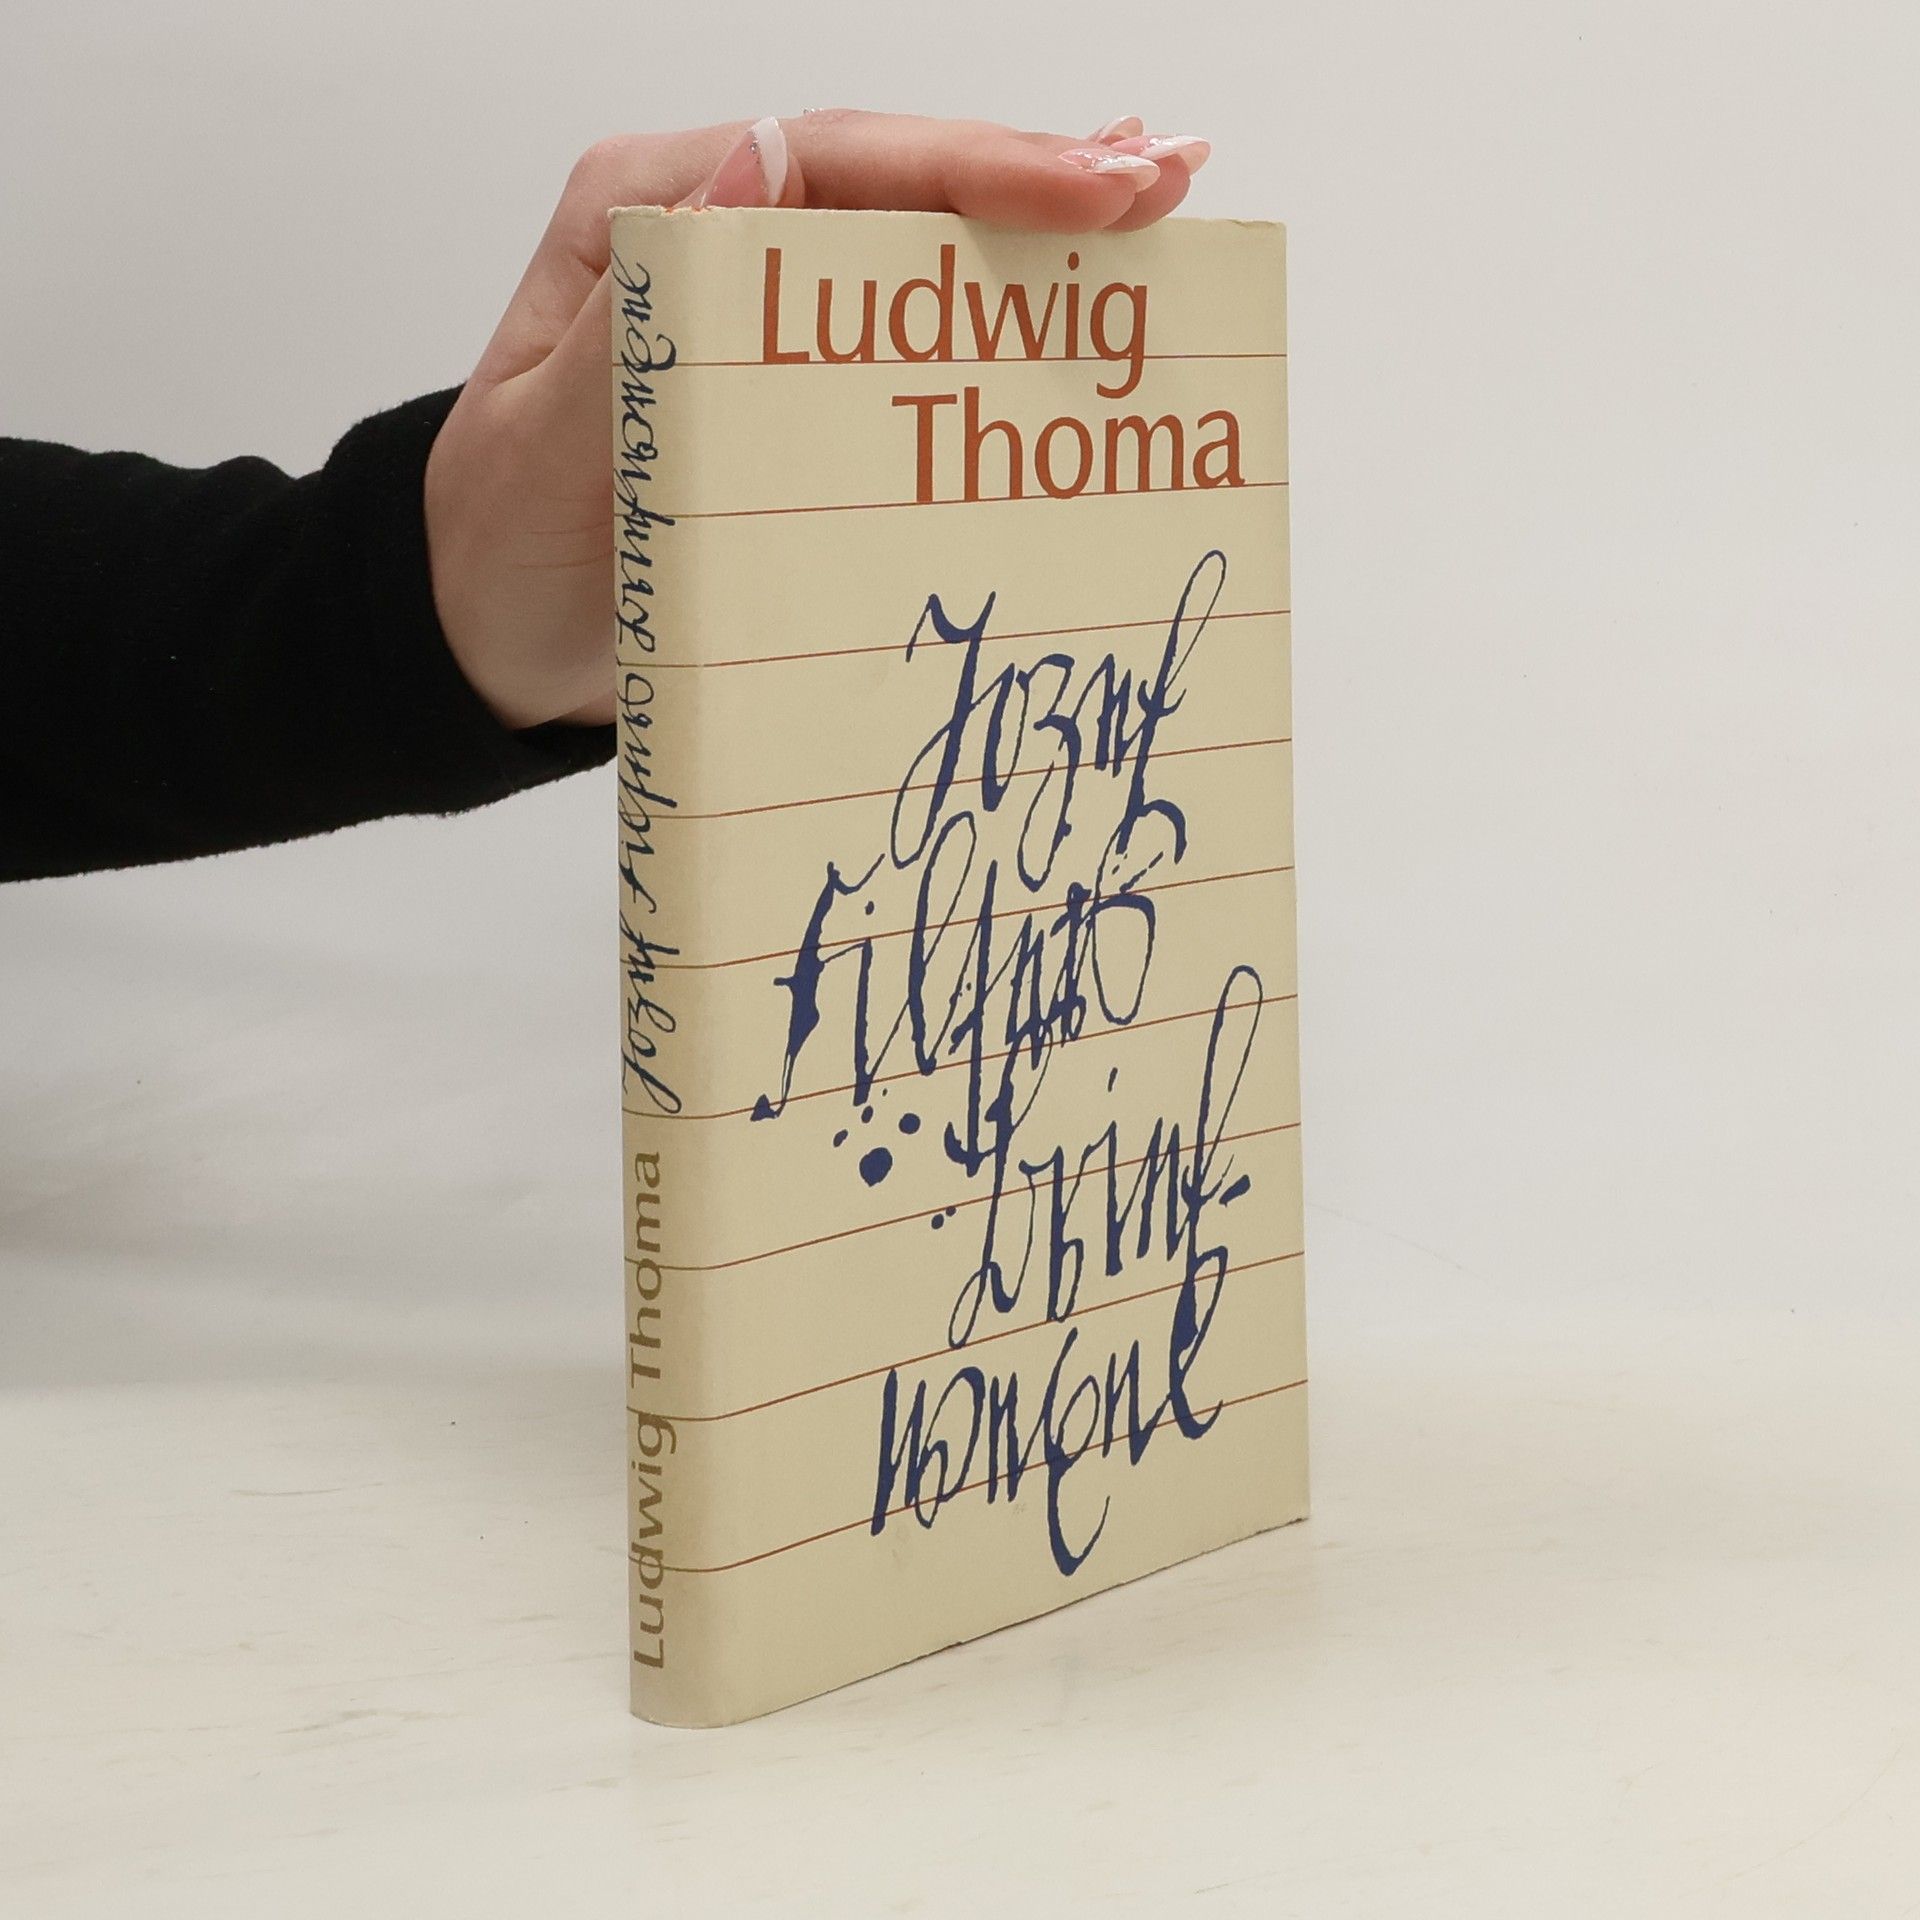 Ludwig
Thoma
Jozef
Filsers
Brief-
wexel
Ludwig Thoma Jozef Filsers Briefwexel